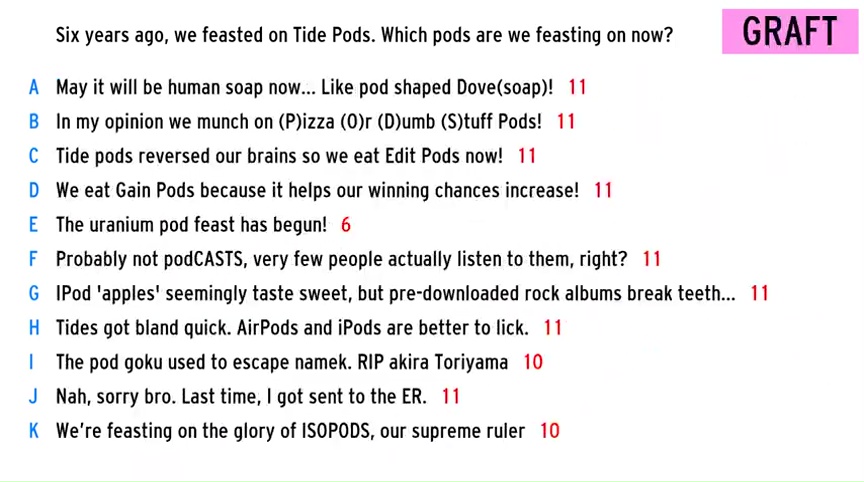 Six years ago, we feasted on Tide Pods. Which pods are we feasting on now?
GRAFT
A May it will be human soap now... Like pod shaped Dove(soap)! 11
B In my opinion we munch on (P)izza (O)r (D)umb (S)tuff Pods! 11
C Tide pods reversed our brains so we eat Edit Pods now! 11
D We eat Gain Pods because it helps our winning chances increase! 11
E The uranium pod feast has begun! 6
F Probably not podCASTS, very few people actually listen to them, right? 11
G IPod 'apples' seemingly taste sweet, but pre-downloaded rock albums break teeth... 11
H Tides got bland quick. AirPods and iPods are better to lick. 11
I The pod goku used to escape namek. RIP akira Toriyama 10
J Nah, sorry bro. Last time, I got sent to the ER. 11
K We're feasting on the glory of ISOPODS, our supreme ruler 10